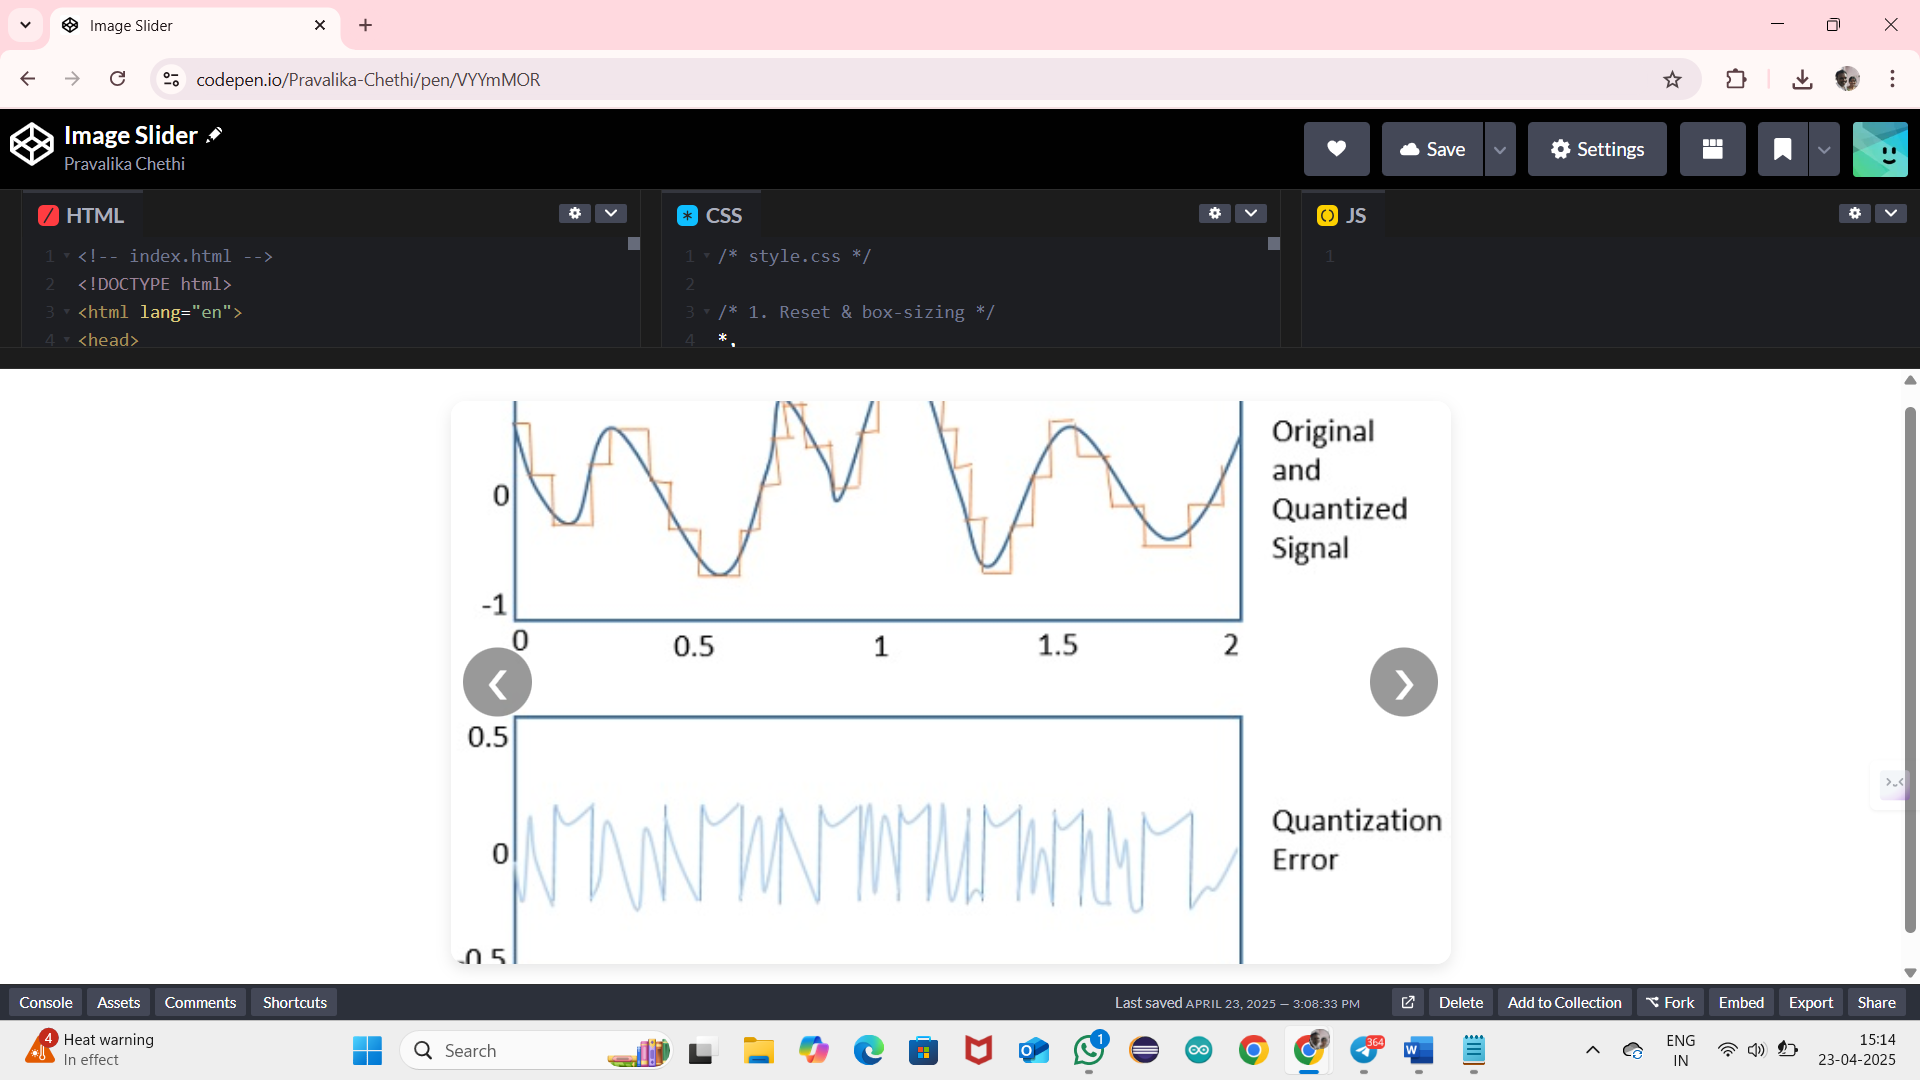 Image Slider
codepen.io/Pravalika-Chethi/pen/VYYmMOR
Image Slider
Pravalika Chethi
Save
Settings
HTML
CSS
JS
1 <!-- index.html -->
2 <!DOCTYPE html>
3 <html lang="en">
4 <head>
1 /* style.css */
2
3 /* 1. Reset & box-sizing */
4 *,
1
Original
and
Quantized
Signal
0
-1
0 0.5 1 1.5 2
0.5
0
-0.5
Quantization
Error
Console Assets Comments Shortcuts
Last saved APRIL 23, 2025 — 3:08:33 PM
Delete Add to Collection Fork Embed Export Share
4
Heat warning
In effect
Search
1
364
ENG
IN
15:14
23-04-2025